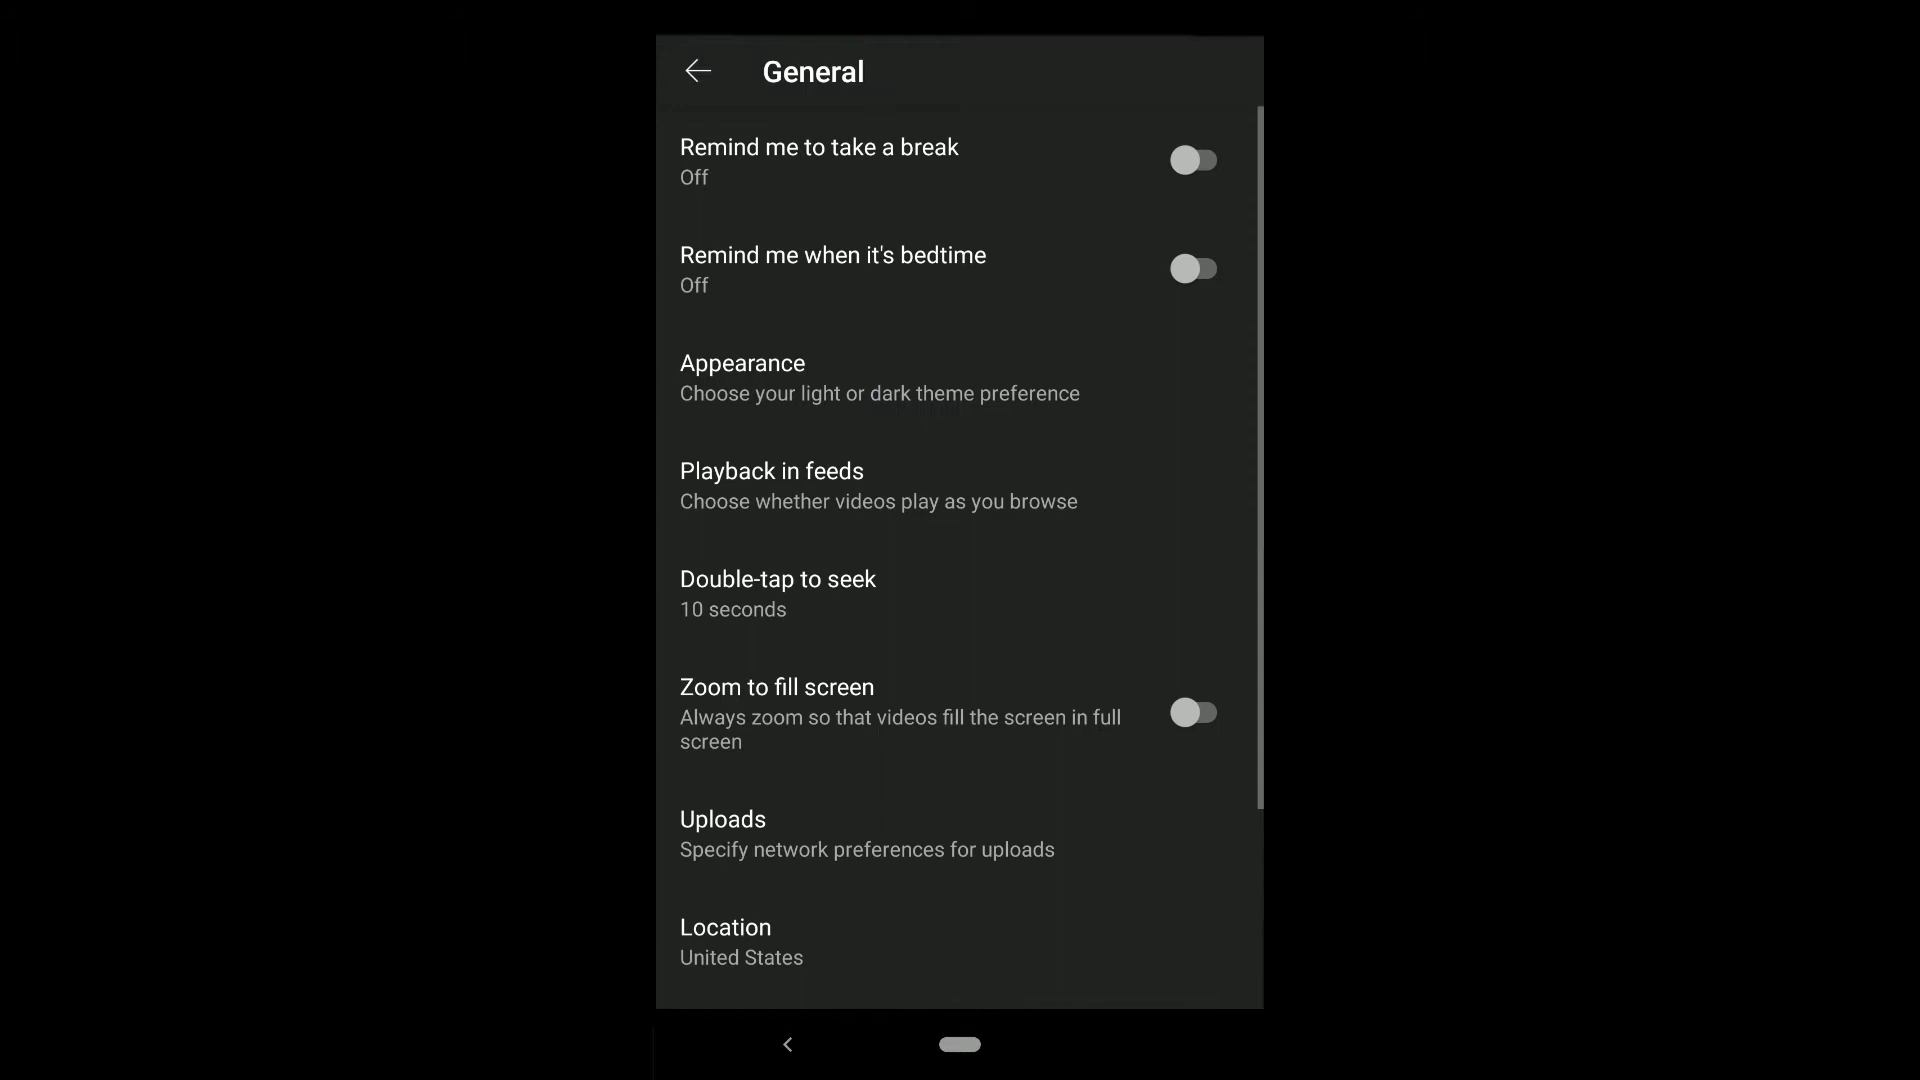 General
Remind me to take a break
Off
Remind me when it's bedtime
Off
Appearance
Choose your light or dark theme preference
Playback in feeds
Choose whether videos play as you browse
Double-tap to seek
10 seconds
Zoom to fill screen
Always zoom so that videos fill the screen in full
screen
Uploads
Specify network preferences for uploads
Location
United States